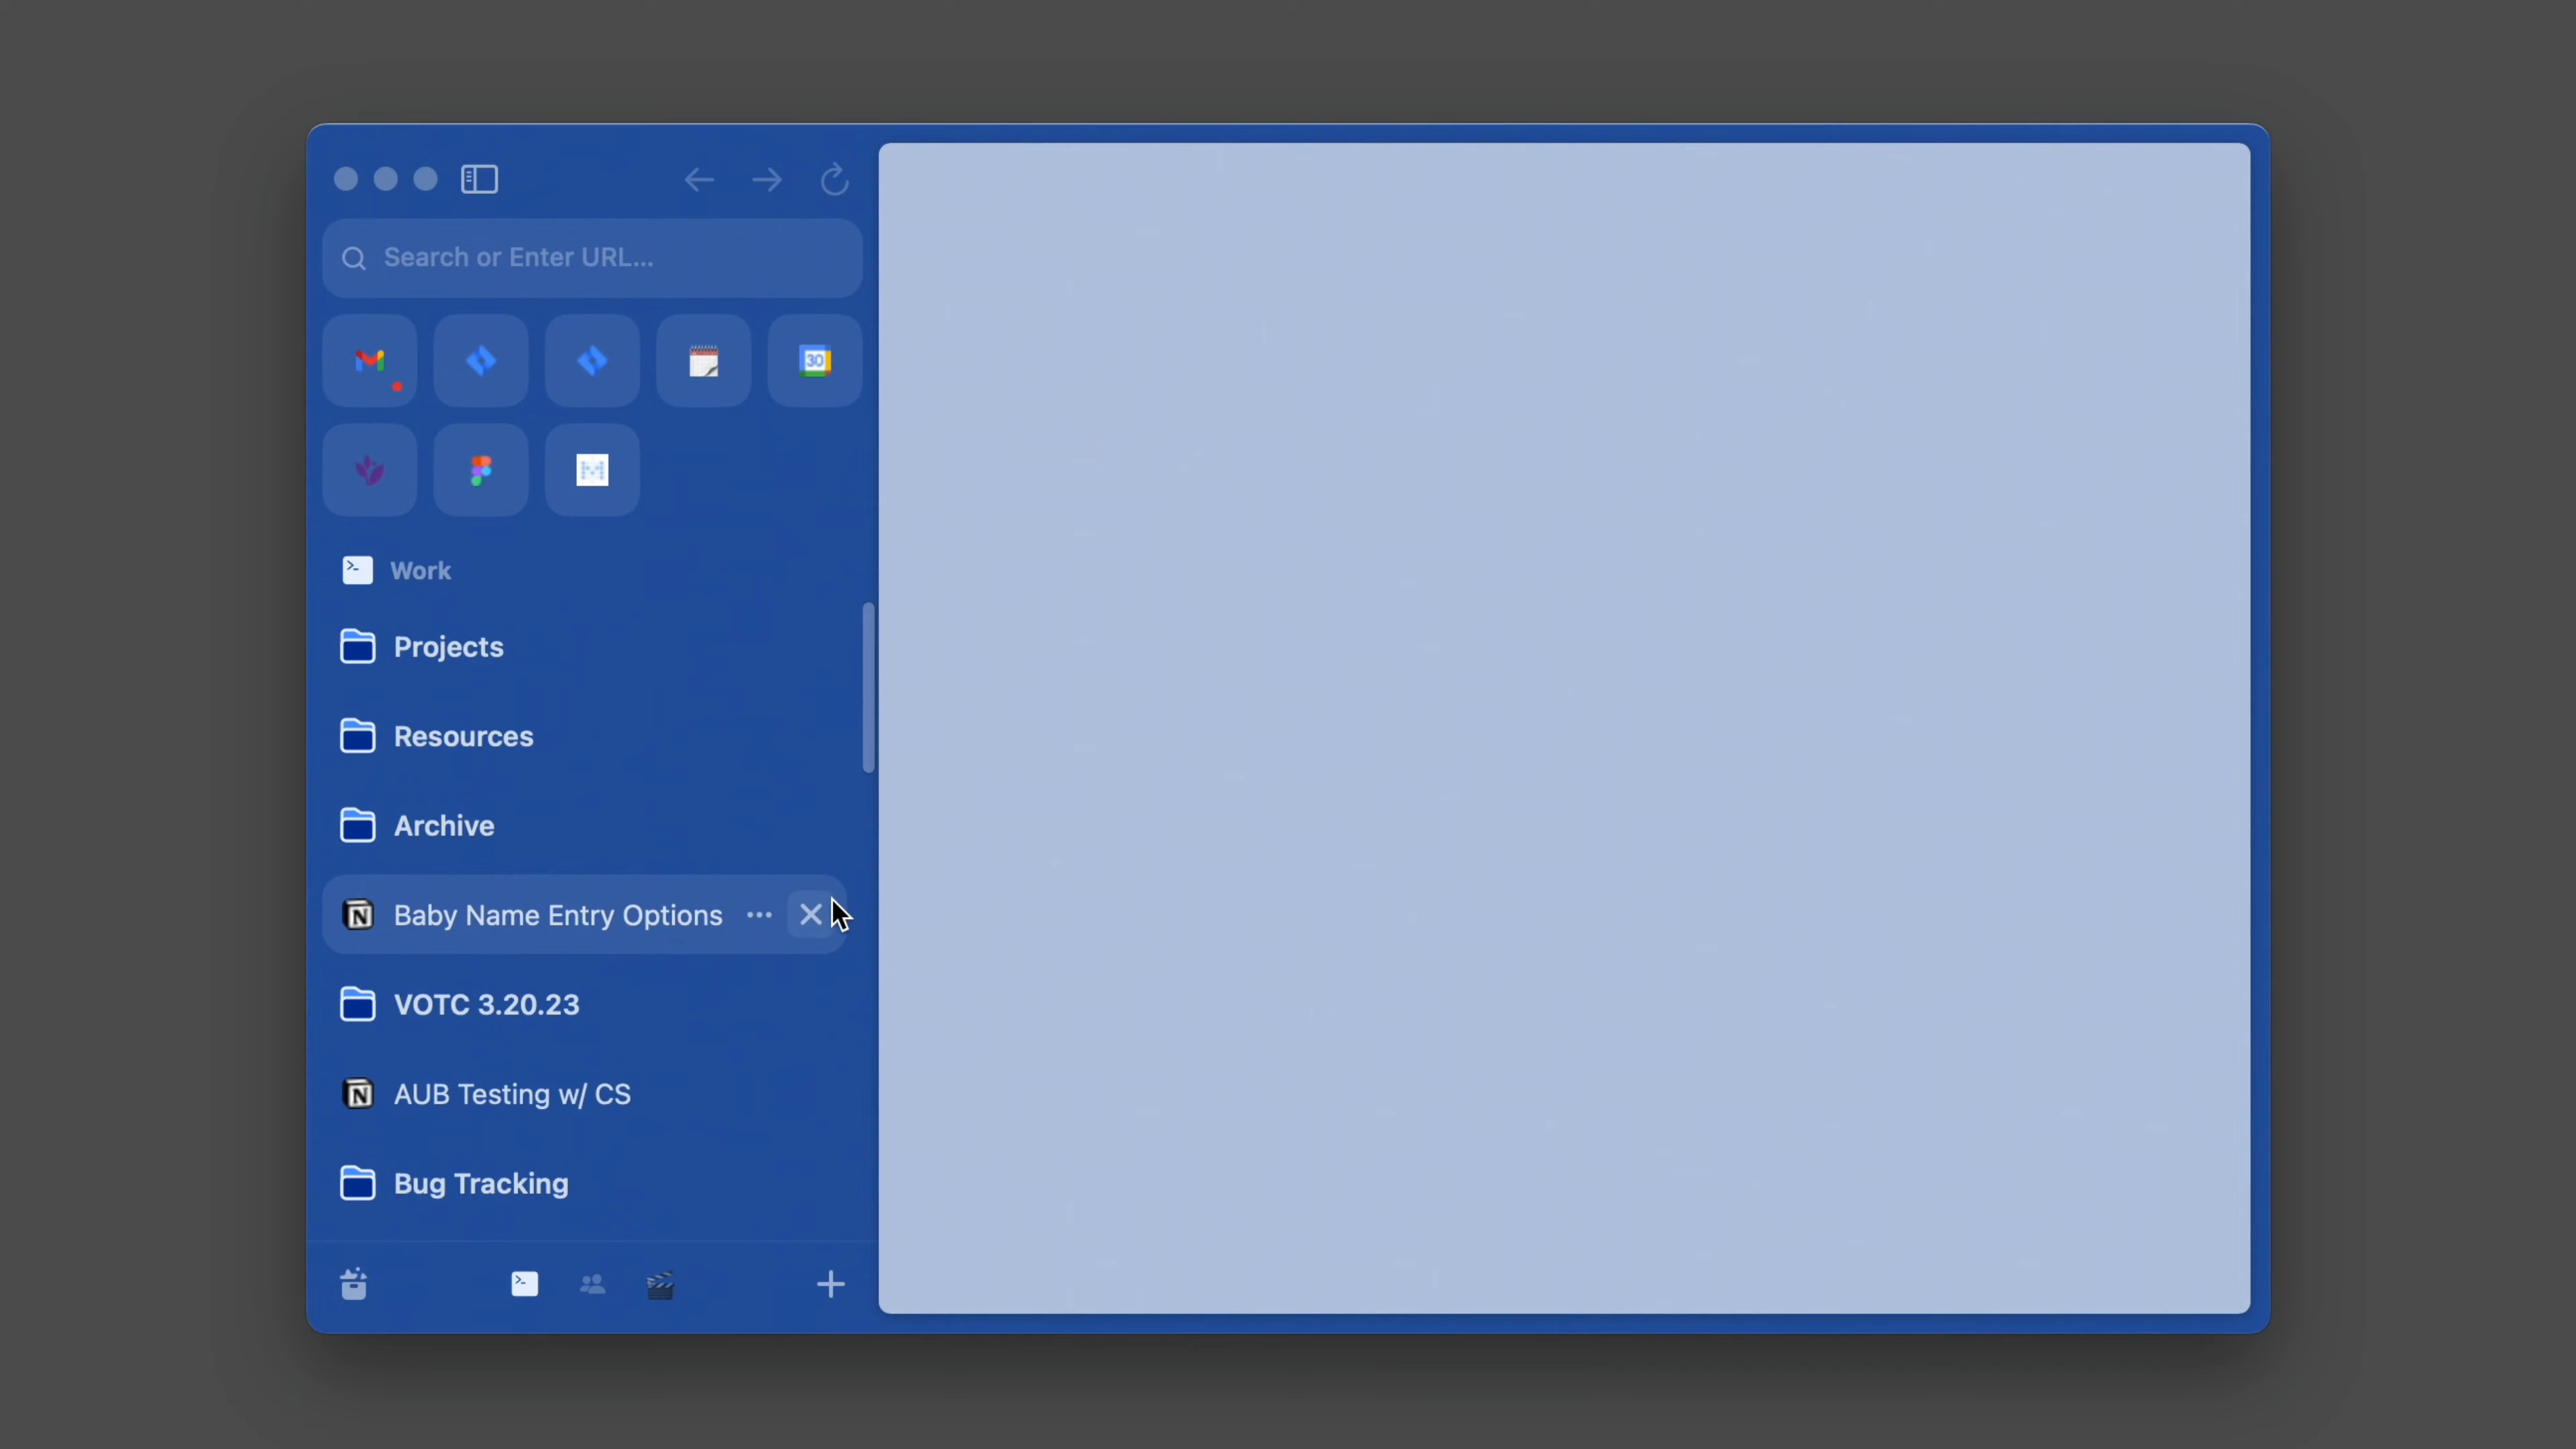 Search or Enter URL...
30
Work
Projects
Resources
Archive
Baby Name Entry Options
VOTC 3.20.23
AUB Testing w/ CS
Bug Tracking